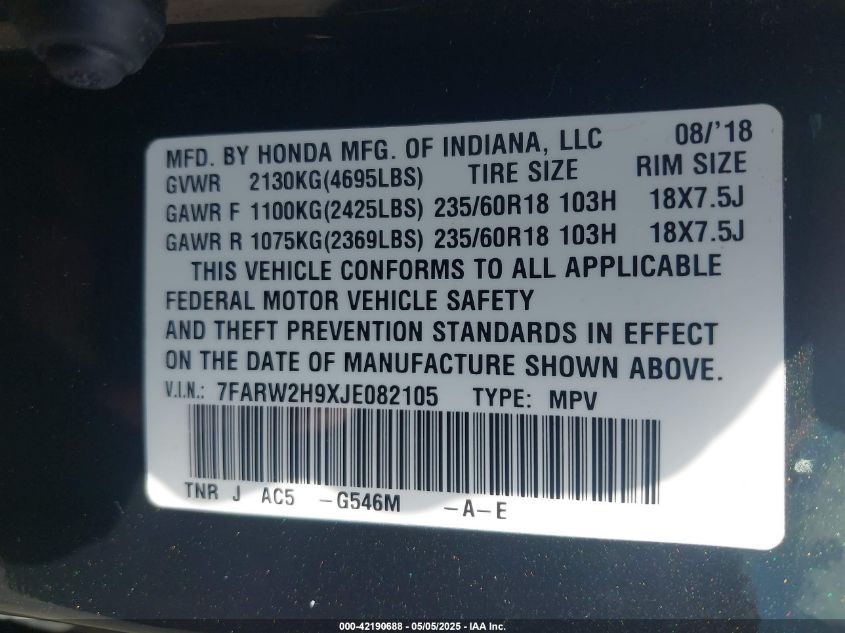 MFD. BY HONDA MFG. OF INDIANA, LLC 08/'18
GVWR 2130KG(4695LBS) TIRE SIZE RIM SIZE
GAWR F 1100KG(2425LBS) 235/60R18 103H 18X7.5J
GAWR R 1075KG(2369LBS) 235/60R18 103H 18X7.5J
THIS VEHICLE CONFORMS TO ALL APPLICABLE
FEDERAL MOTOR VEHICLE SAFETY
AND THEFT PREVENTION STANDARDS IN EFFECT
ON THE DATE OF MANUFACTURE SHOWN ABOVE.
V.I.N.: 7FARW2H9XJE082105 TYPE: MPV
TNR J AC5 -G546M -A-E
000-42190688 - 05/05/2025 - IAA Inc.